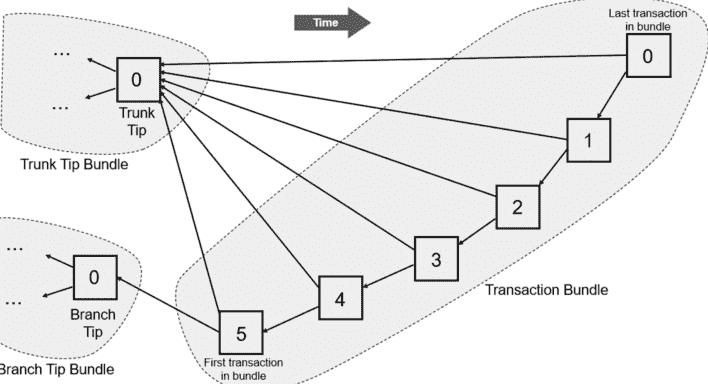 Time
Last transaction
in bundle
...
0
0
...
Trunk
Tip
1
Trunk Tip Bundle
2
...
3
0
Transaction Bundle
...
4
Branch
Tip
5
First transaction
in bundle
Branch Tip Bundle